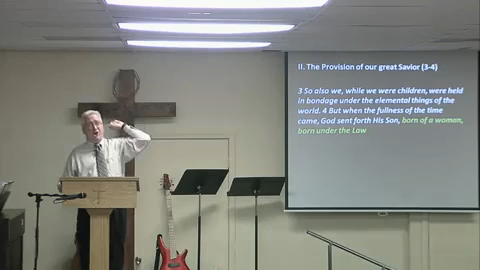 II. The Provision of our great Savior (3-4)
3 So also we, while we were children, were held
in bondage under the elemental things of the
world. 4 But when the fullness of the time
came, God sent forth His Son, born of a woman,
born under the Law